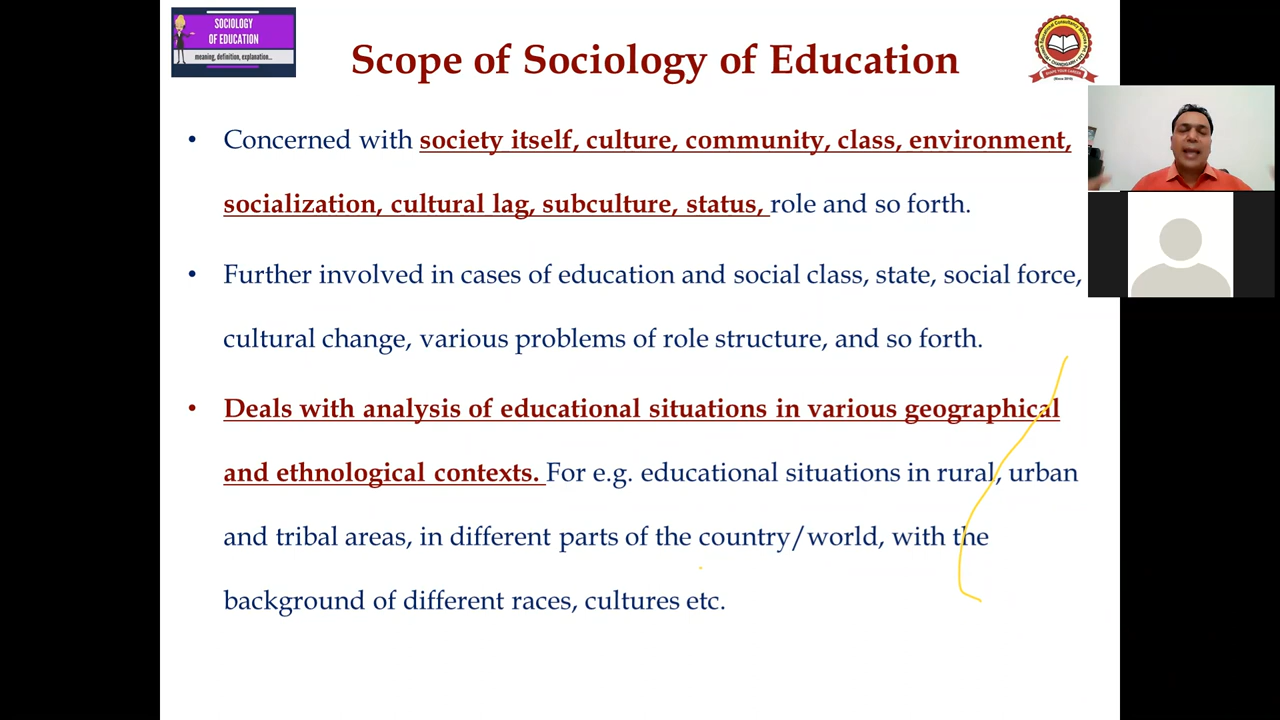 SOCIOLOGY
OF EDUCATION
meaning, definition, explanation...
Scope of Sociology of Education
SHAPE YOUR CAREER
• Concerned with society itself, culture, community, class, environment,
socialization, cultural lag, subculture, status, role and so forth.
• Further involved in cases of education and social class, state, social force,
cultural change, various problems of role structure, and so forth.
• Deals with analysis of educational situations in various geographical
and ethnological contexts. For e.g. educational situations in rural, urban
and tribal areas, in different parts of the country/world, with the
background of different races, cultures etc.